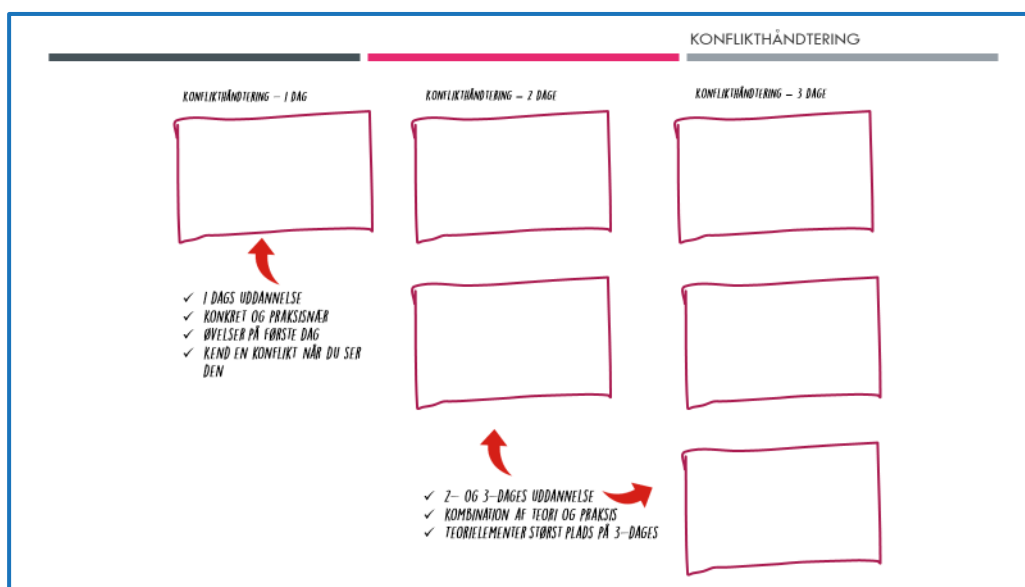 KONFLIKTHÅNDTERING
KONFLIKTHÅNDTERING – 1 DAG
KONFLIKTHÅNDTERING – 2 DAGE
KONFLIKTHÅNDTERING – 3 DAGE
✓ 1 DAGS UDDANNELSE
✓ KONKRET OG PRAKSISNÆR
✓ ØVELSER PÅ FØRSTE DAG
✓ KEND EN KONFLIKT NÅR DU SER
DEN
✓ 2- OG 3-DAGES UDDANNELSE
✓ KOMBINATION AF TEORI OG PRAKSIS
✓ TEORIELEMENTER STØRST PLADS PÅ 3-DAGES